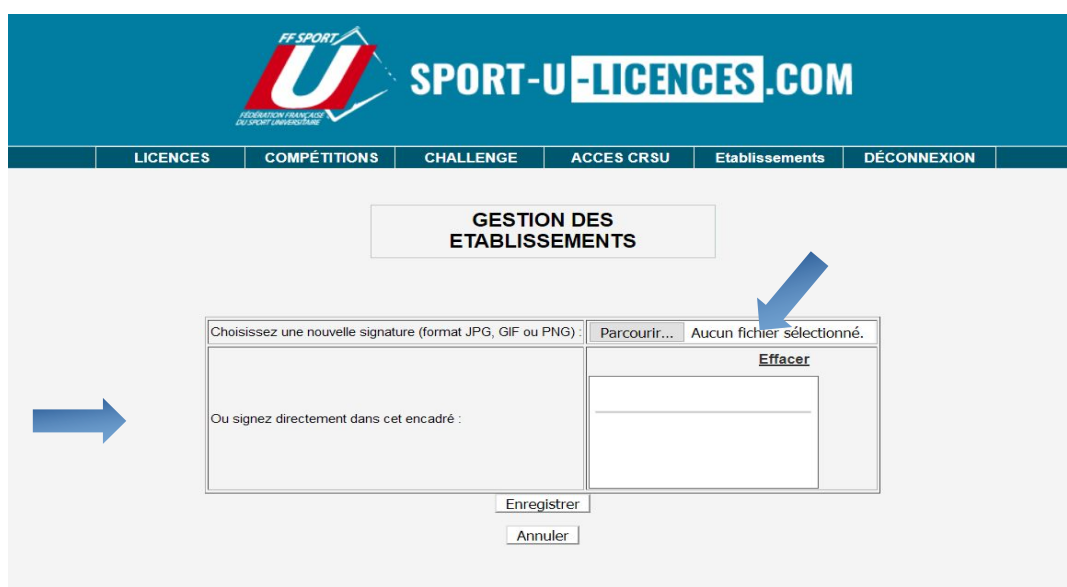 FF SPORT
U
FÉDÉRATION FRANÇAISE
DU SPORT UNIVERSITAIRE
SPORT-U-LICENCES.COM
LICENCES COMPÉTITIONS CHALLENGE ACCES CRSU Etablissements DÉCONNEXION
GESTION DES
ETABLISSEMENTS
Choisissez une nouvelle signature (format JPG, GIF ou PNG) : Parcourir... Aucun fichier sélectionné.
Effacer
Ou signez directement dans cet encadré :
Enregistrer
Annuler